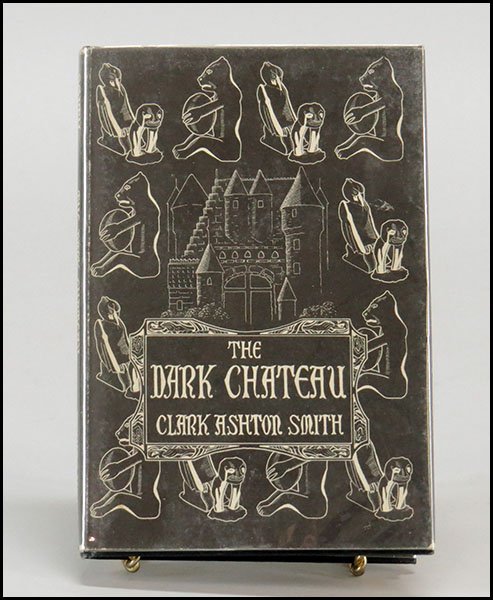 THE
DARK CHATEAU
CLARK ASHTON SMITH